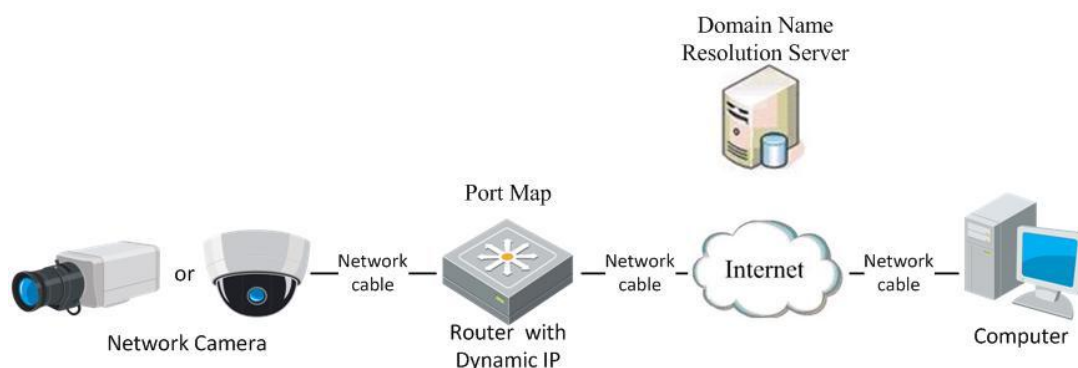 Domain Name
Resolution Server
Port Map
or
Network
cable
Network
cable
Internet
Network
cable
Network Camera
Router with
Dynamic IP
Computer